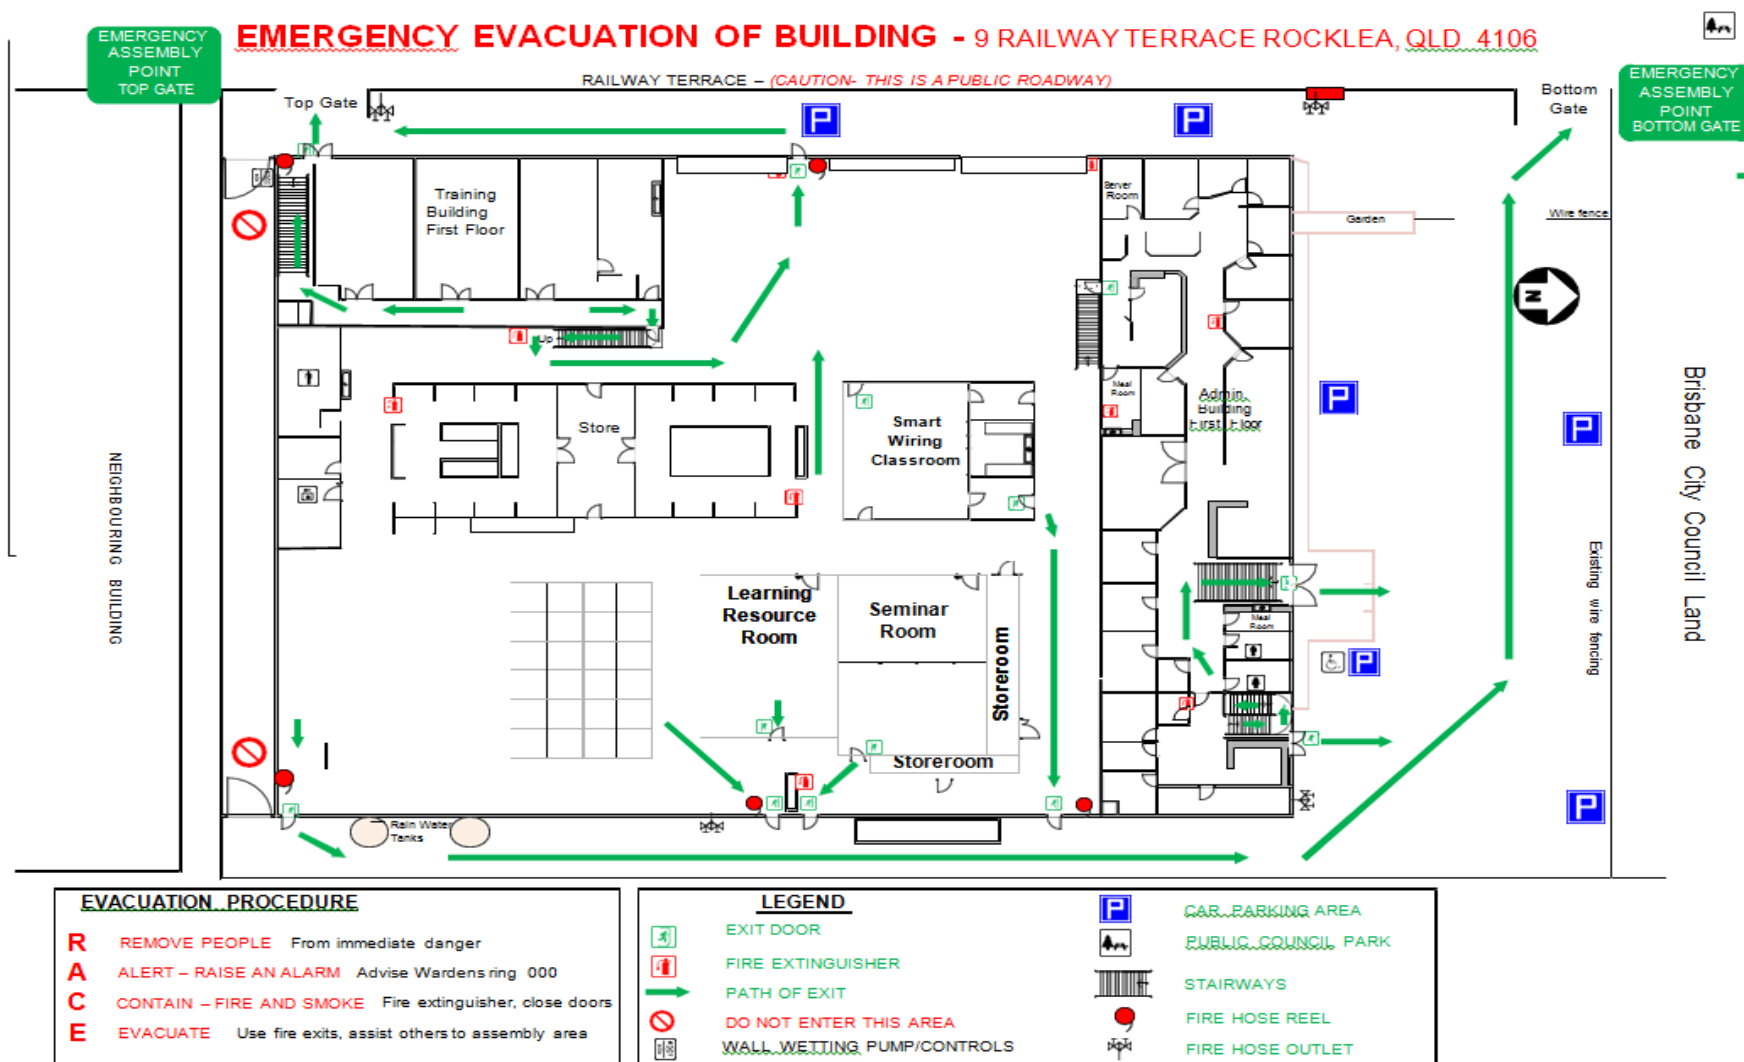 EMERGENCY
ASSEMBLY
POINT
TOP GATE
EMERGENCY EVACUATION OF BUILDING - 9 RAILWAY TERRACE ROCKLEA, QLD 4106
RAILWAY TERRACE – (CAUTION- THIS IS A PUBLIC ROADWAY)
EMERGENCY
ASSEMBLY
POINT
BOTTOM GATE
Top Gate
P
P
Bottom
Gate
Training
Building
First Floor
Server
Room
Garden
Wire fence
N
Up
Meal
Room
Admin.
Building
First Floor
P
P
Store
Smart
Wiring
Classroom
Brisbane City Council Land
NEIGHBOURING BUILDING
Existing wire fencing
Learning
Resource
Room
Seminar
Room
Storeroom
Meal
Room
P
Storeroom
P
Rain Water
Tanks
EVACUATION PROCEDURE
R REMOVE PEOPLE From immediate danger
A ALERT – RAISE AN ALARM Advise Wardens ring 000
C CONTAIN – FIRE AND SMOKE Fire extinguisher, close doors
E EVACUATE Use fire exits, assist others to assembly area
LEGEND
EXIT DOOR
FIRE EXTINGUISHER
PATH OF EXIT
DO NOT ENTER THIS AREA
WALL WETTING PUMP/CONTROLS
P CAR PARKING AREA
PUBLIC COUNCIL PARK
STAIRWAYS
FIRE HOSE REEL
FIRE HOSE OUTLET